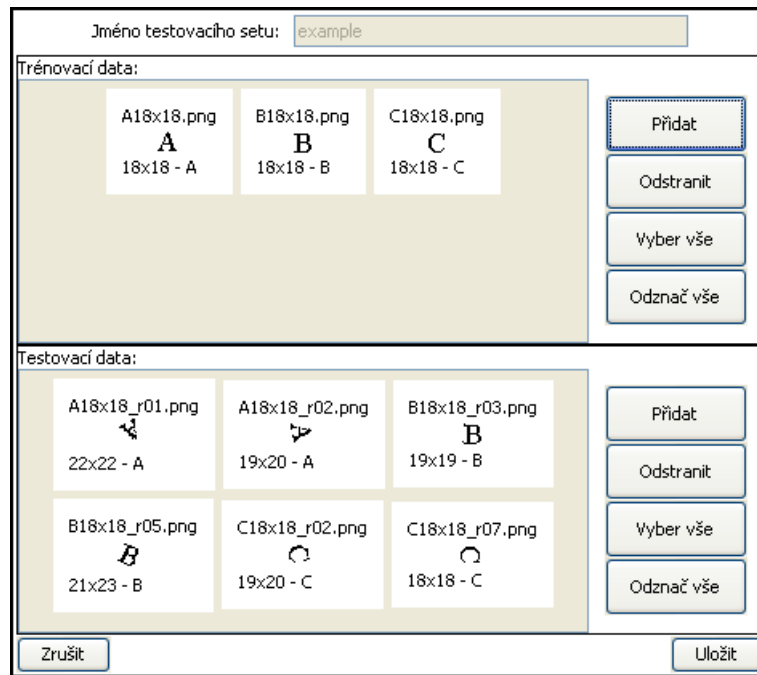 Jméno testovacího setu: example
Trénovací data:
A18x18.png B18x18.png C18x18.png
A B C
18x18 - A 18x18 - B 18x18 - C
Přidat
Odstranit
Vyber vše
Odznač vše
Testovací data:
A18x18_r01.png A18x18_r02.png B18x18_r03.png
A A B
22x22 - A 19x20 - A 19x19 - B
B18x18_r05.png C18x18_r02.png C18x18_r07.png
B C C
21x23 - B 19x20 - C 18x18 - C
Přidat
Odstranit
Vyber vše
Odznač vše
Zrušit Uložit